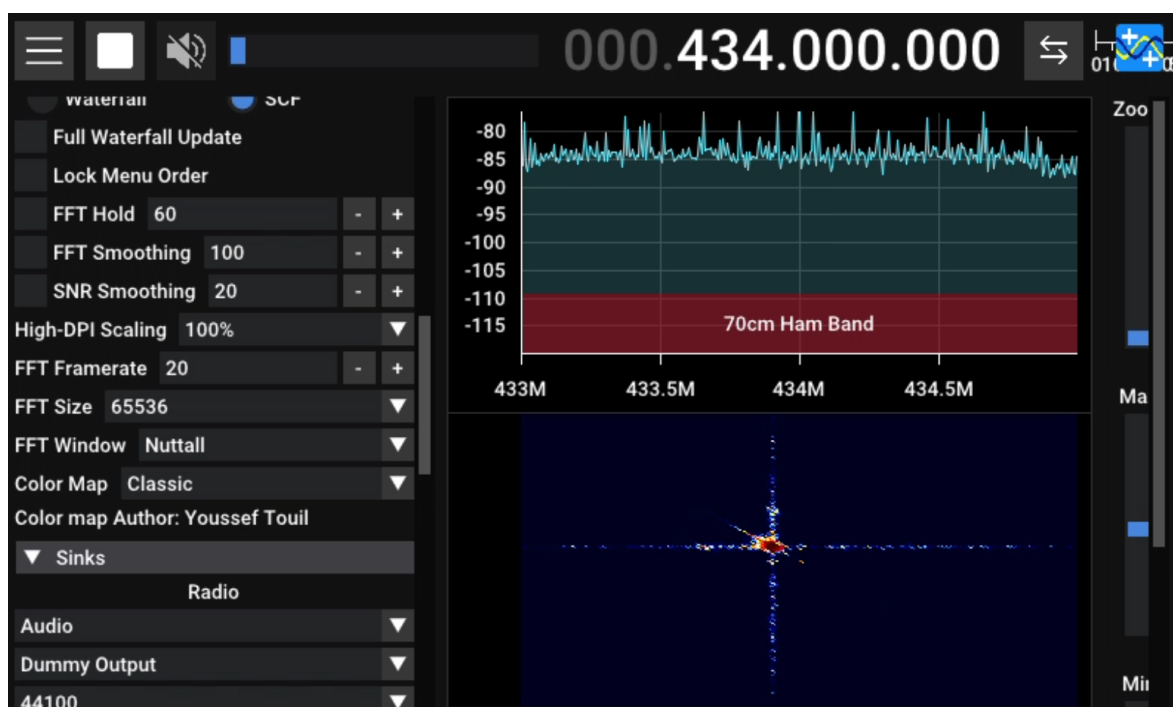 000.434.000.000
Waterfall SCF
Full Waterfall Update
Lock Menu Order
FFT Hold 60 - +
FFT Smoothing 100 - +
SNR Smoothing 20 - +
High-DPI Scaling 100%
FFT Framerate 20 - +
FFT Size 65536
FFT Window Nuttall
Color Map Classic
Color map Author: Youssef Touil
Sinks
Radio
Audio
Dummy Output
44100
-80
-85
-90
-95
-100
-105
-110
-115
70cm Ham Band
433M 433.5M 434M 434.5M
Zoo
Ma